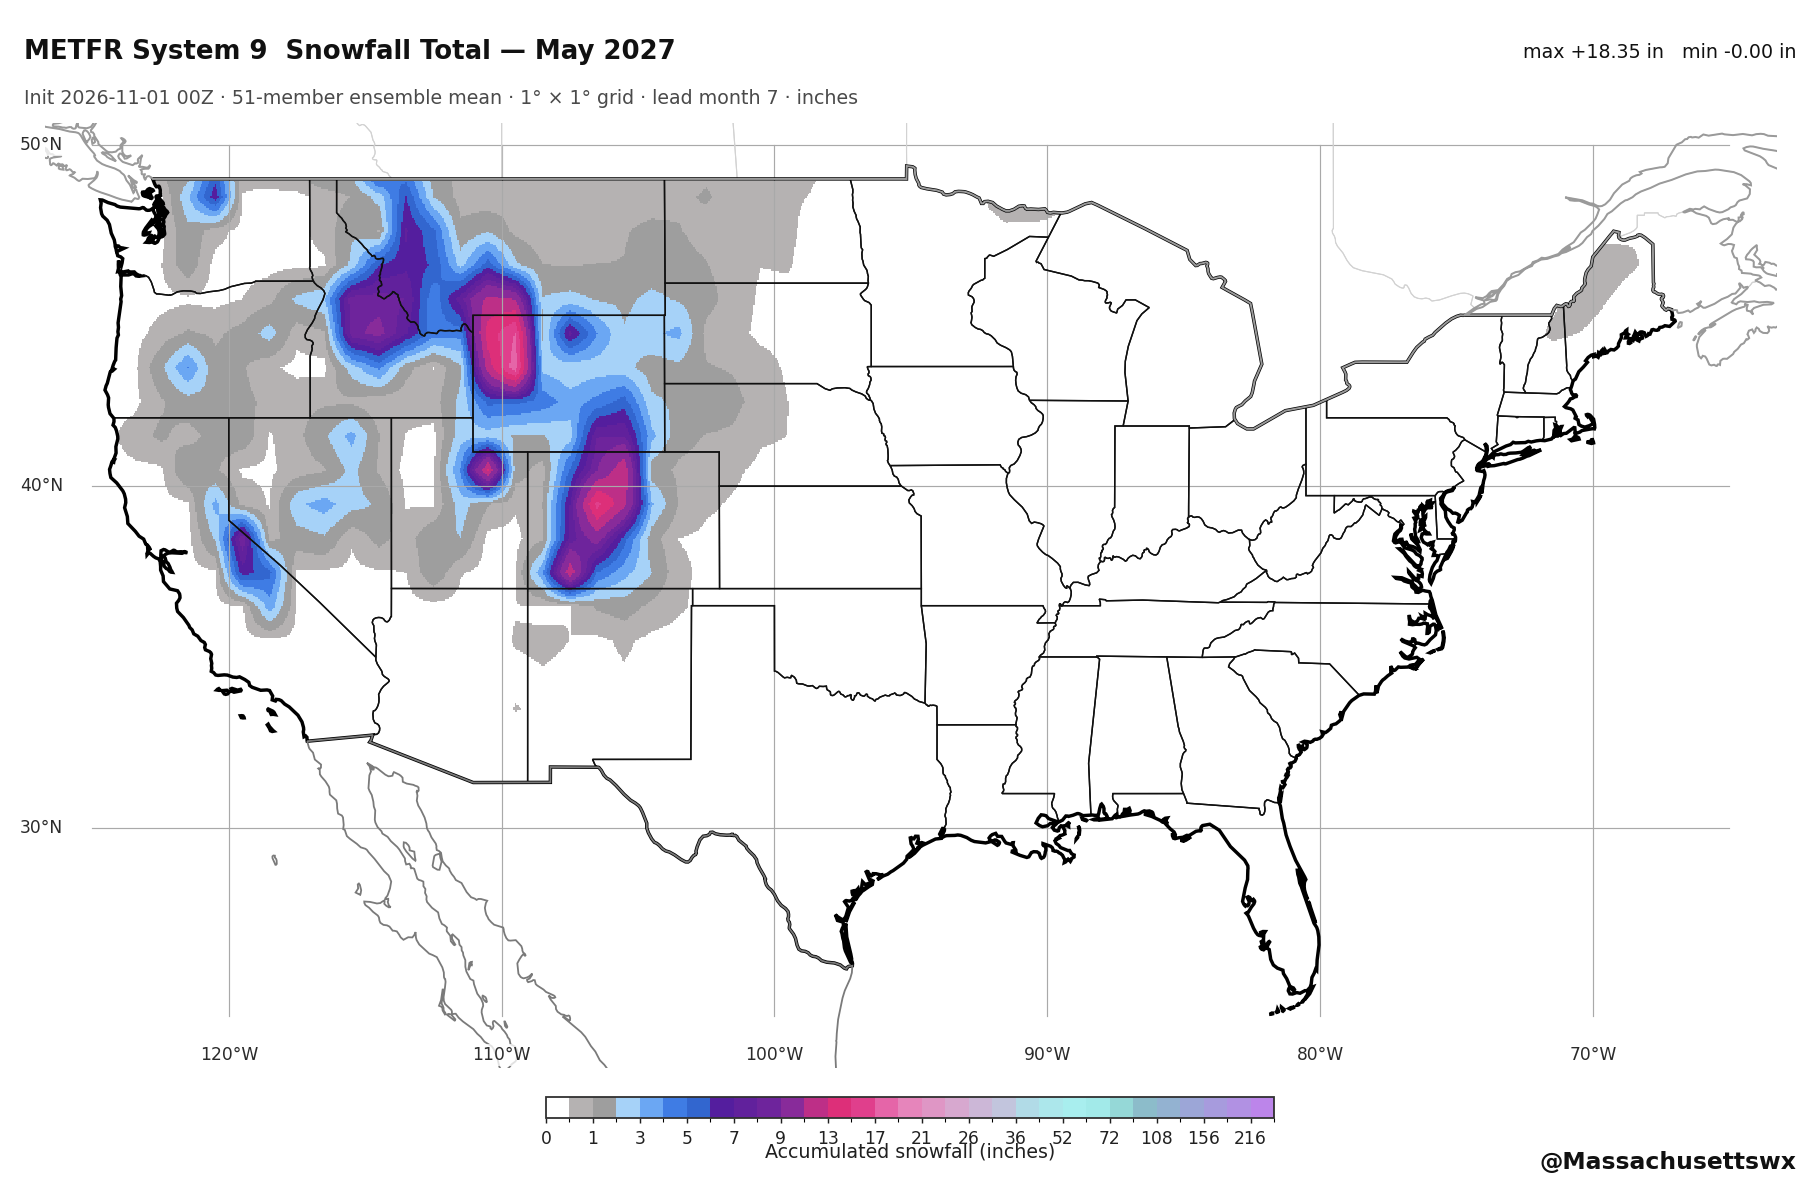 METFR System 9  Snowfall Total — May 2027
max +18.35 in   min -0.00 in
Init 2026-11-01 00Z · 51-member ensemble mean · 1° × 1° grid · lead month 7 · inches
50°N
40°N
30°N
120°W 110°W 100°W 90°W 80°W 70°W
0 1 3 5 7 9 13 17 21 26 36 52 72 108 156 216
Accumulated snowfall (inches)
@Massachusettswx